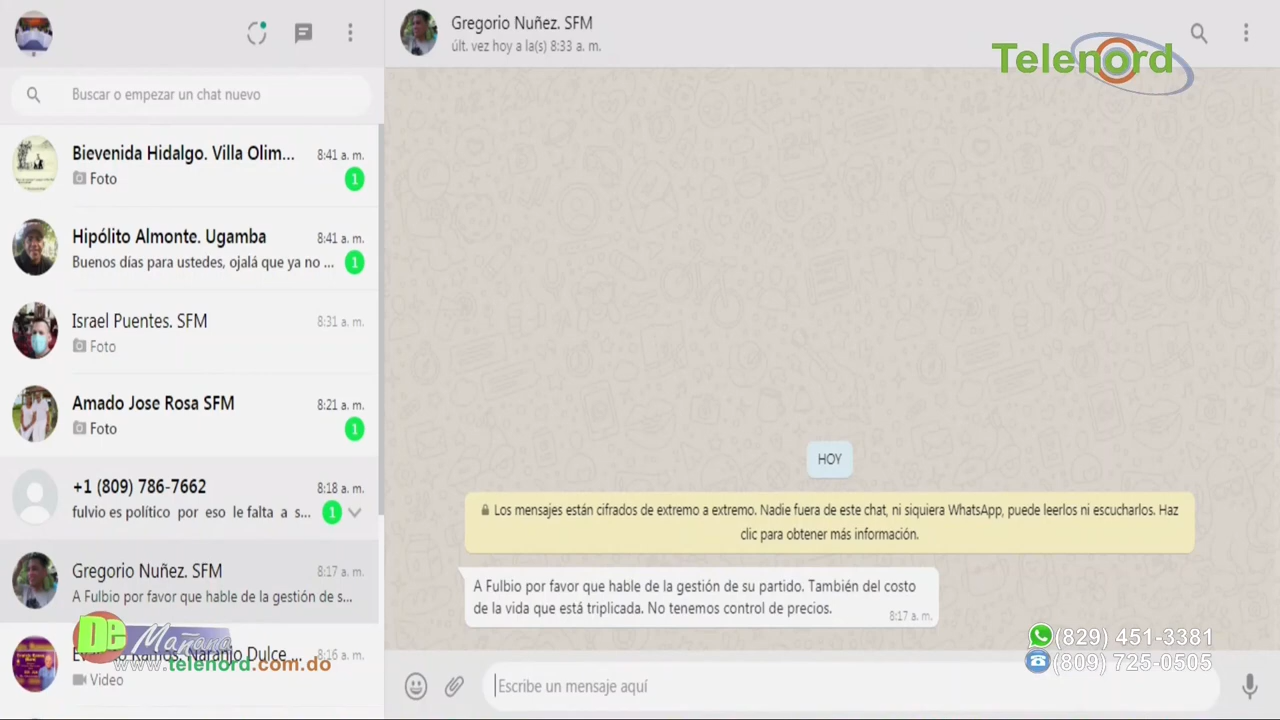 Gregorio Nuñez. SFM
últ. vez hoy a la(s) 8:33 a. m.
Telenord
Buscar o empezar un chat nuevo
Bievenida Hidalgo. Villa Olim...
8:41 a. m.
Foto
1
Hipólito Almonte. Ugamba
8:41 a. m.
Buenos días para ustedes, ojalá que ya no ...
1
Israel Puentes. SFM
8:31 a. m.
Foto
Amado Jose Rosa SFM
8:21 a. m.
Foto
1
+1 (809) 786-7662
8:18 a. m.
fulvio es político por eso le falta a s...
1
Gregorio Nuñez. SFM
8:17 a. m.
A Fulbio por favor que hable de la gestión de s...
De Mañana
Naranjo Dulce...
8:16 a. m.
www.telenord.com.do
Video
HOY
Los mensajes están cifrados de extremo a extremo. Nadie fuera de este chat, ni siquiera WhatsApp, puede leerlos ni escucharlos. Haz
clic para obtener más información.
A Fulbio por favor que hable de la gestión de su partido. También del costo
de la vida que está triplicada. No tenemos control de precios.
8:17 a. m.
(829) 451-3381
(809) 725-0505
Escribe un mensaje aquí